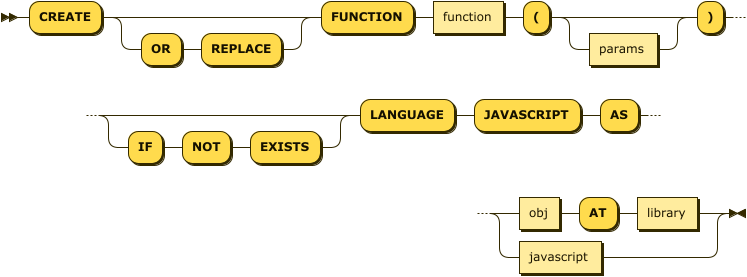 CREATE FUNCTION function ( )
OR REPLACE params
LANGUAGE JAVASCRIPT AS
IF NOT EXISTS
obj AT library
javascript